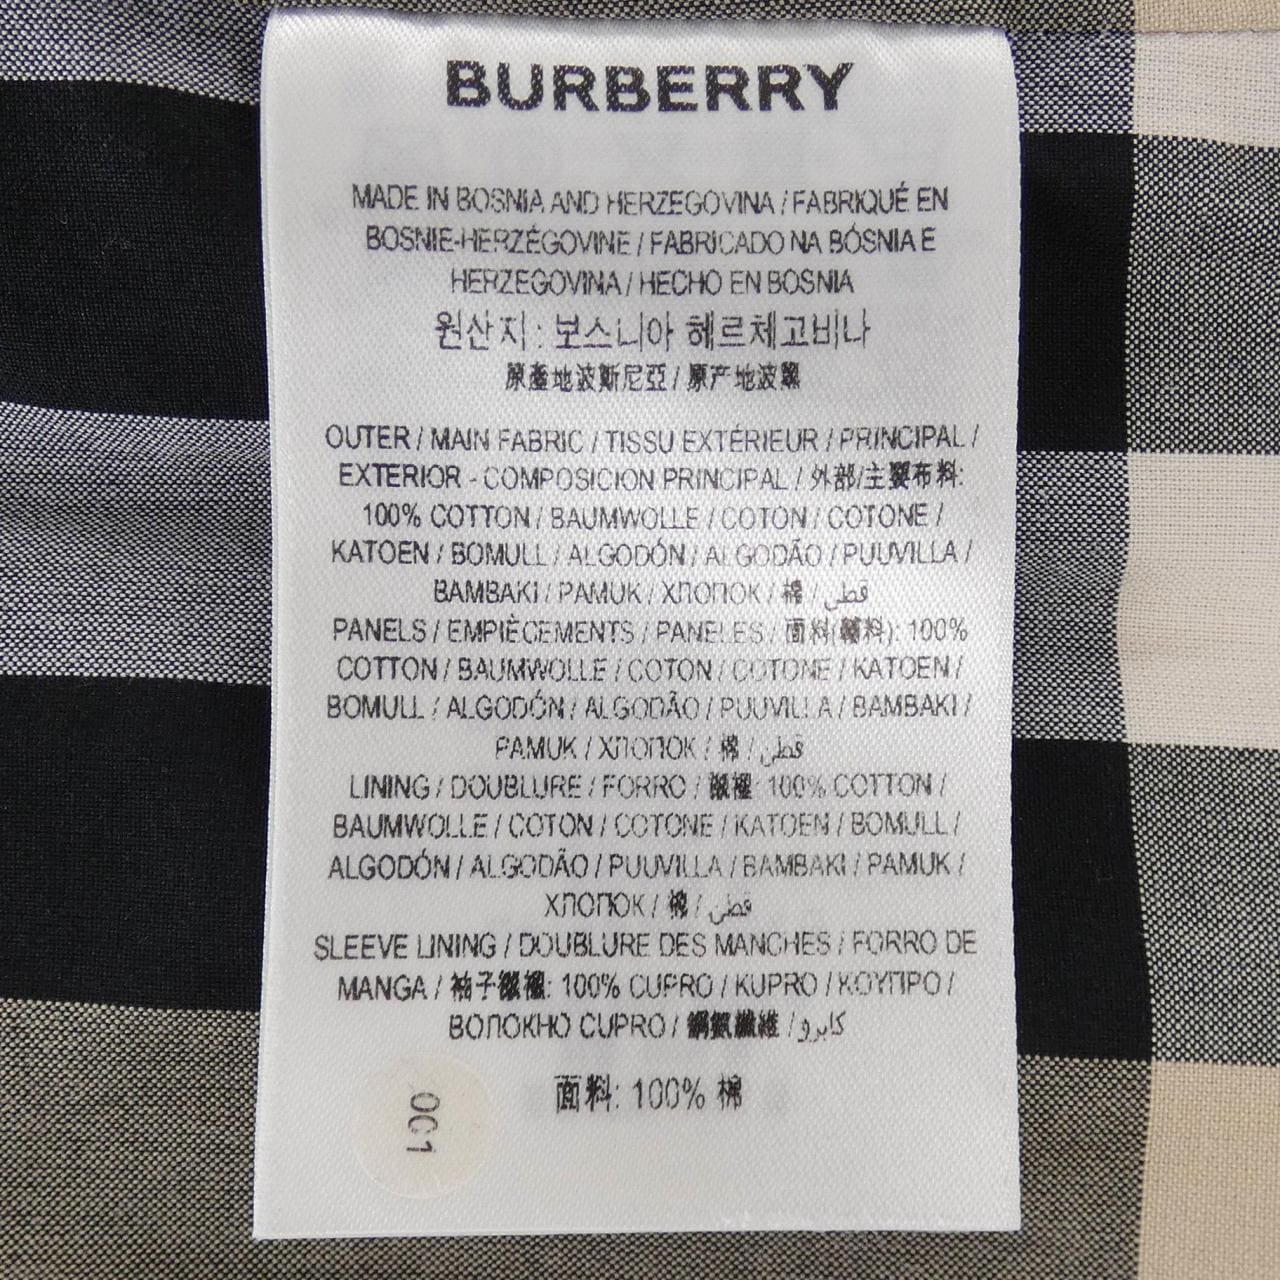 BURBERRY
MADE IN BOSNIA AND HERZEGOVINA / FABRIQUÉ EN
BOSNIE-HERZÉGOVINE / FABRICADO NA BÓSNIA E
HERZEGOVINA / HECHO EN BOSNIA
원산지 : 보스니아 헤르체고비나
原產地波斯尼亞 / 原产地波黑
OUTER / MAIN FABRIC / TISSU EXTÉRIEUR / PRINCIPAL /
EXTERIOR - COMPOSICION PRINCIPAL / 外部/主要布料:
100% COTTON / BAUMWOLLE / COTON / COTONE /
KATOEN / BOMULL / ALGODÓN / ALGODÃO / PUUVILLA /
BAMBAKI / PAMUK / ХЛОПОК / 棉 / قطن
PANELS / EMPIÈCEMENTS / PANELES / 面料(輔料): 100%
COTTON / BAUMWOLLE / COTON / COTONE / KATOEN /
BOMULL / ALGODÓN / ALGODÃO / PUUVILLA / BAMBAKI /
PAMUK / ХЛОПОК / 棉 / قطن
LINING / DOUBLURE / FORRO / 襯裡: 100% COTTON /
BAUMWOLLE / COTON / COTONE / KATOEN / BOMULL /
ALGODÓN / ALGODÃO / PUUVILLA / BAMBAKI / PAMUK /
ХЛОПОК / 棉 / قطن
SLEEVE LINING / DOUBLURE DES MANCHES / FORRO DE
MANGA / 袖子襯裡: 100% CUPRO / KUPRO / ΚΟΥΠΡΟ /
ВОЛОКНО CUPRO / 銅氨纖維 / كابرو
面料: 100% 棉
001